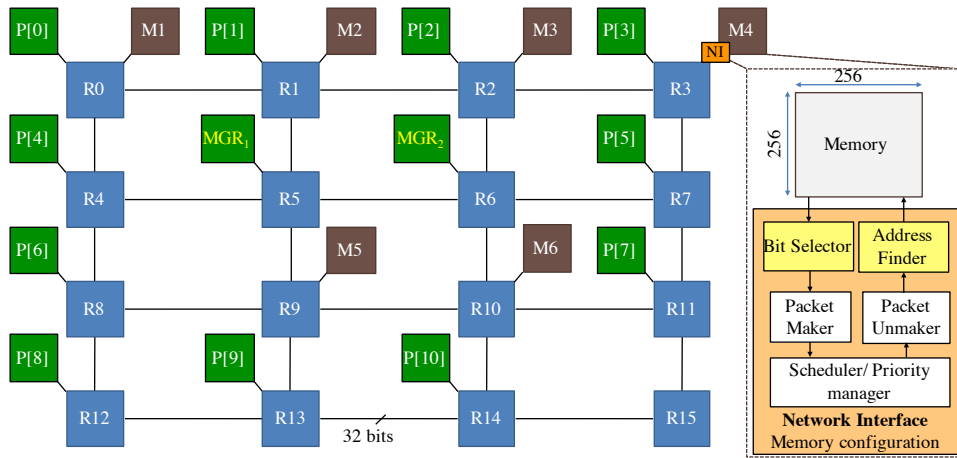 P[0]
M1
P[1]
M2
P[2]
M3
P[3]
M4
NI
R0
R1
R2
R3
256
256
Memory
P[4]
MGR1
MGR2
P[5]
R4
R5
R6
R7
Bit Selector
Address
Finder
P[6]
M5
M6
P[7]
R8
R9
R10
R11
Packet
Maker
Packet
Unmaker
P[8]
P[9]
P[10]
Scheduler/ Priority
manager
R12
R13
32 bits
R14
R15
Network Interface
Memory configuration